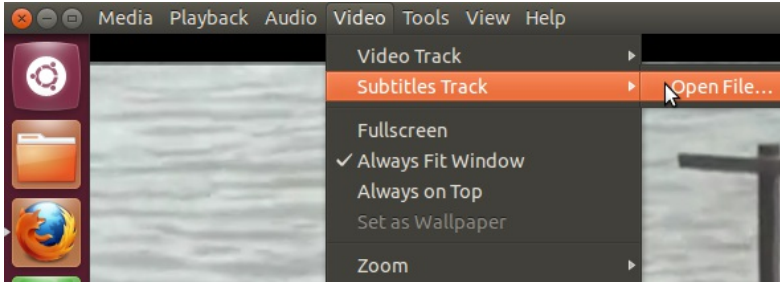 Media Playback Audio Video Tools View Help
Video Track
Subtitles Track Open File...
Fullscreen
Always Fit Window
Always on Top
Set as Wallpaper
Zoom